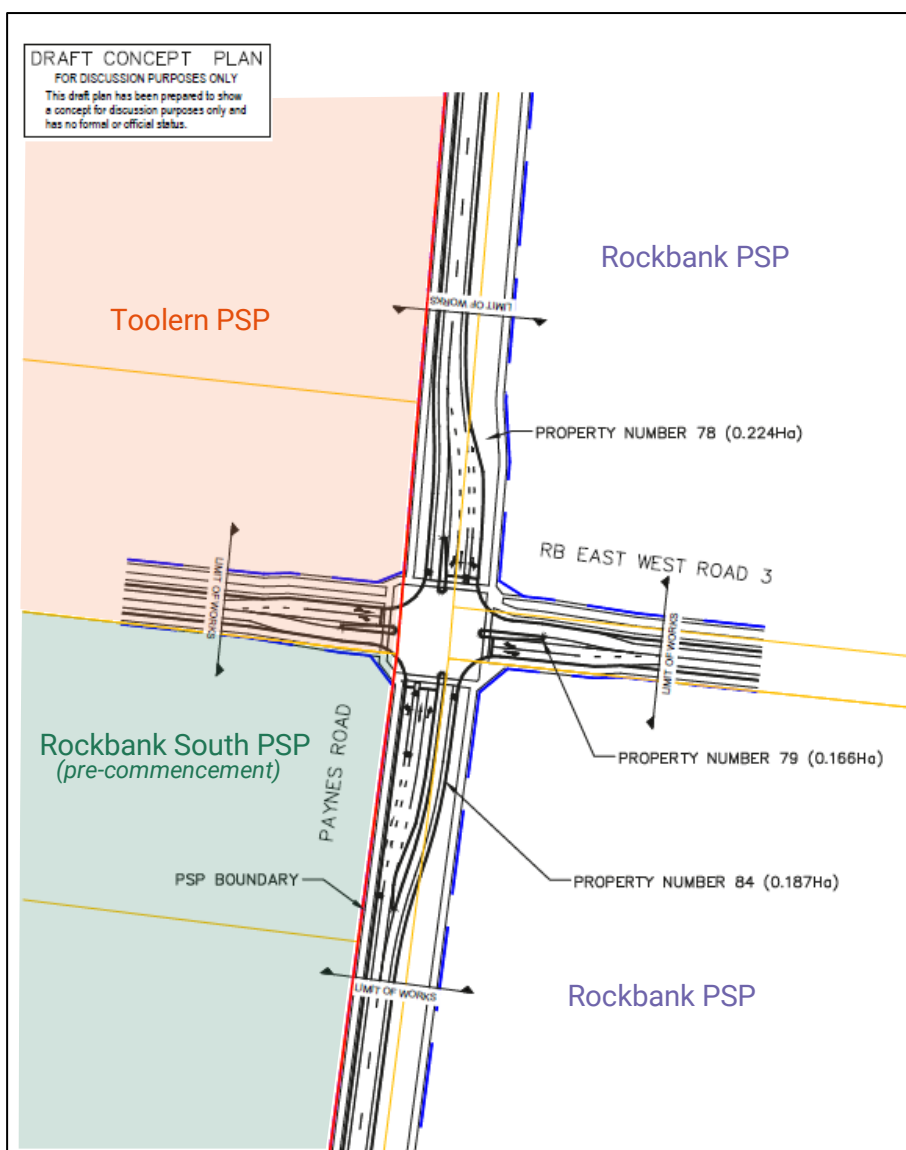 DRAFT CONCEPT PLAN
FOR DISCUSSION PURPOSES ONLY
This draft plan has been prepared to show
a concept for discussion purposes only and
has no formal or official status.
Rockbank PSP
LIMIT OF WORKS
Toolern PSP
PROPERTY NUMBER 78 (0.224Ha)
RB EAST WEST ROAD 3
LIMIT OF WORKS
LIMIT OF WORKS
Rockbank South PSP
(pre-commencement)
PAYNES ROAD
PROPERTY NUMBER 79 (0.166Ha)
PSP BOUNDARY
PROPERTY NUMBER 84 (0.187Ha)
LIMIT OF WORKS
Rockbank PSP